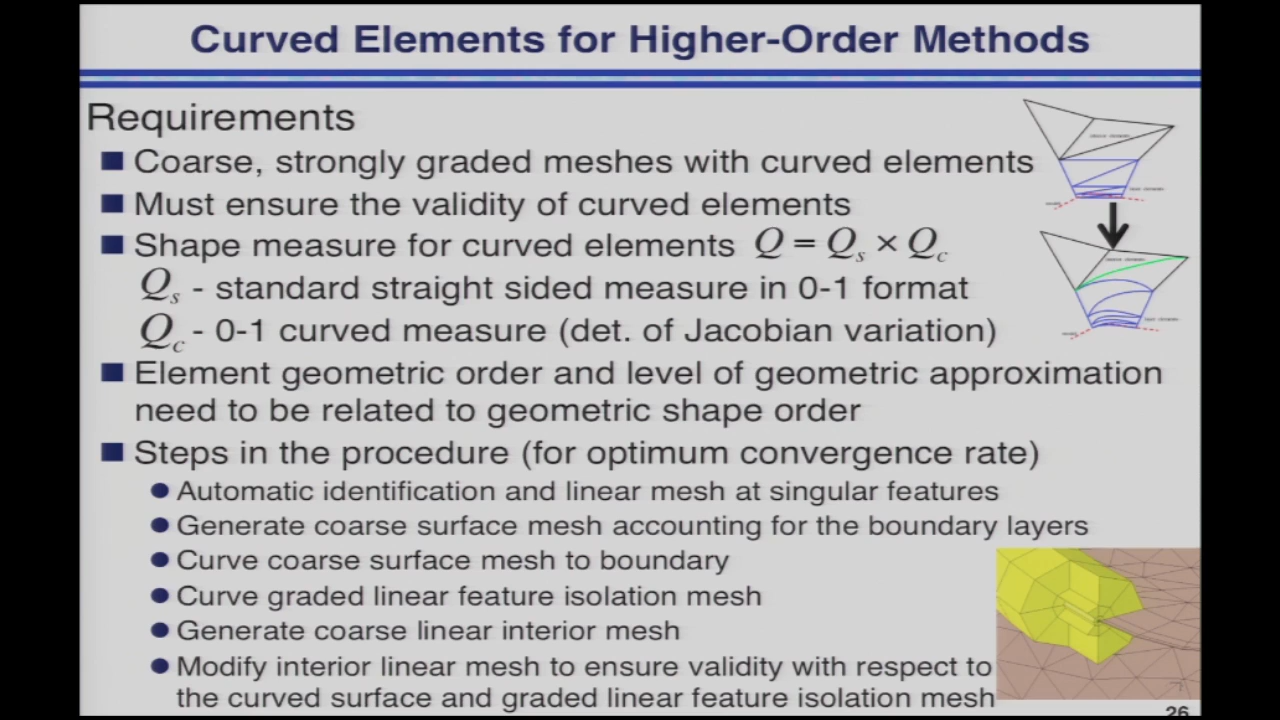 Curved Elements for Higher-Order Methods
Requirements
Coarse, strongly graded meshes with curved elements
Must ensure the validity of curved elements
Shape measure for curved elements Q = Qs × Qc
Qs - standard straight sided measure in 0-1 format
Qc - 0-1 curved measure (det. of Jacobian variation)
Element geometric order and level of geometric approximation
need to be related to geometric shape order
Steps in the procedure (for optimum convergence rate)
Automatic identification and linear mesh at singular features
Generate coarse surface mesh accounting for the boundary layers
Curve coarse surface mesh to boundary
Curve graded linear feature isolation mesh
Generate coarse linear interior mesh
Modify interior linear mesh to ensure validity with respect to
the curved surface and graded linear feature isolation mesh
26